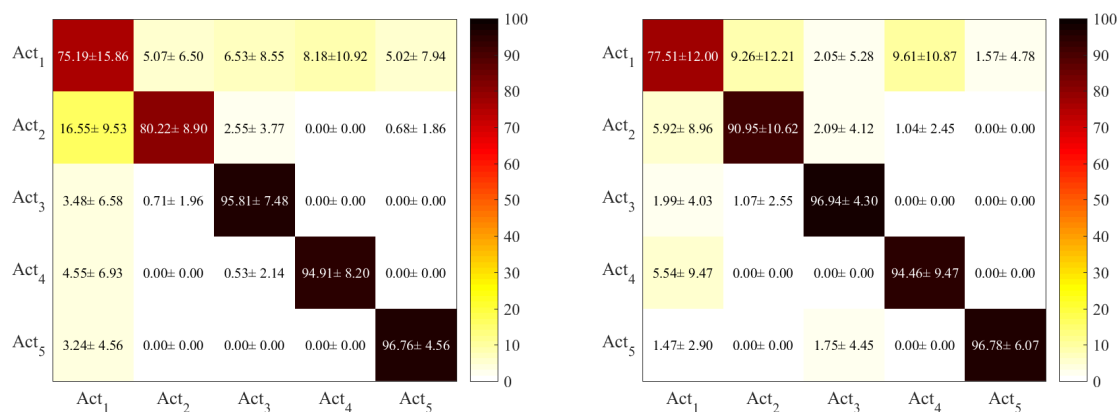 Act1 75.19±15.86 5.07± 6.50 6.53± 8.55 8.18±10.92 5.02± 7.94
Act2 16.55± 9.53 80.22± 8.90 2.55± 3.77 0.00± 0.00 0.68± 1.86
Act3 3.48± 6.58 0.71± 1.96 95.81± 7.48 0.00± 0.00 0.00± 0.00
Act4 4.55± 6.93 0.00± 0.00 0.53± 2.14 94.91± 8.20 0.00± 0.00
Act5 3.24± 4.56 0.00± 0.00 0.00± 0.00 0.00± 0.00 96.76± 4.56
Act1 Act2 Act3 Act4 Act5
100
90
80
70
60
50
40
30
20
10
0
Act1 77.51±12.00 9.26±12.21 2.05± 5.28 9.61±10.87 1.57± 4.78
Act2 5.92± 8.96 90.95±10.62 2.09± 4.12 1.04± 2.45 0.00± 0.00
Act3 1.99± 4.03 1.07± 2.55 96.94± 4.30 0.00± 0.00 0.00± 0.00
Act4 5.54± 9.47 0.00± 0.00 0.00± 0.00 94.46± 9.47 0.00± 0.00
Act5 1.47± 2.90 0.00± 0.00 1.75± 4.45 0.00± 0.00 96.78± 6.07
Act1 Act2 Act3 Act4 Act5
100
90
80
70
60
50
40
30
20
10
0